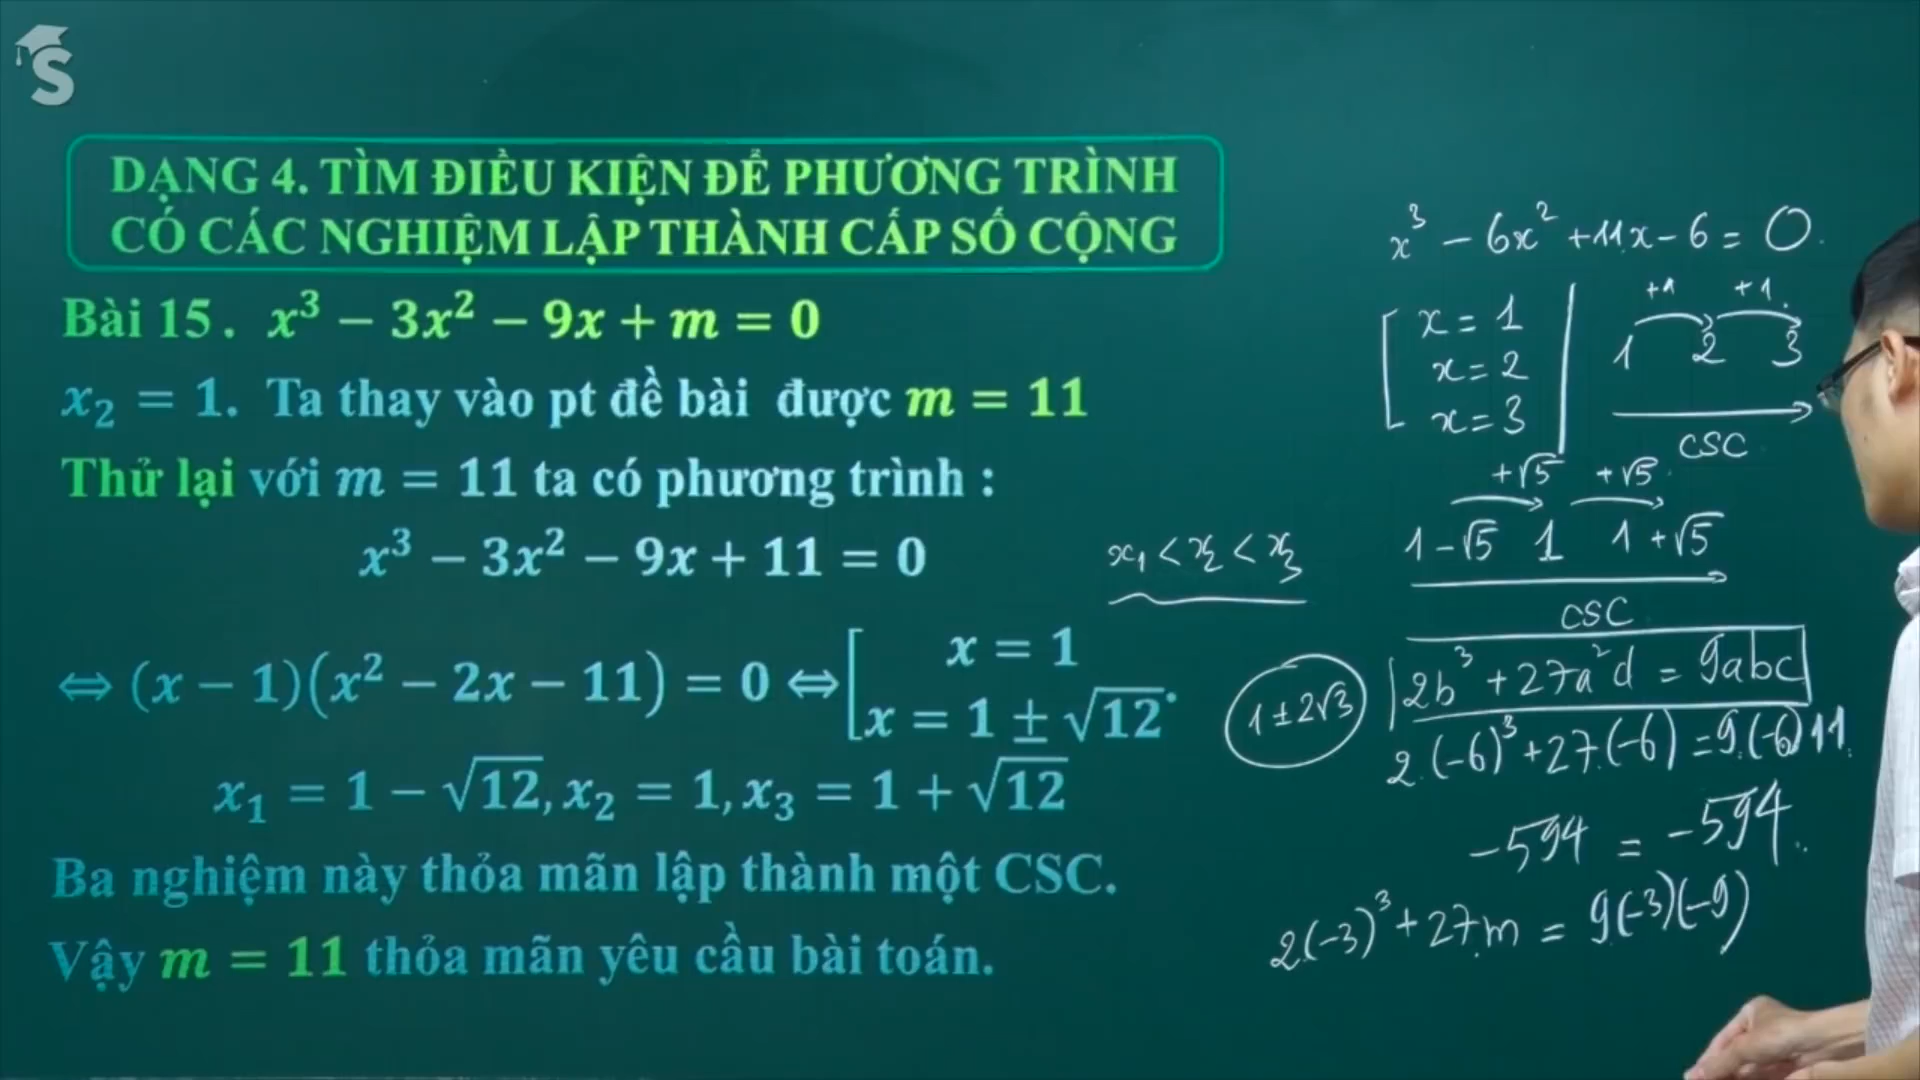 S
DẠNG 4. TÌM ĐIỀU KIỆN ĐỂ PHƯƠNG TRÌNH
CÓ CÁC NGHIỆM LẬP THÀNH CẤP SỐ CỘNG
Bài 15 . x³ − 3x² − 9x + m = 0
x₂ = 1. Ta thay vào pt đề bài được m = 11
Thử lại với m = 11 ta có phương trình :
x³ − 3x² − 9x + 11 = 0
⇔ (x − 1)(x² − 2x − 11) = 0 ⇔ [ x = 1
x = 1 ± √12 .
x₁ = 1 − √12, x₂ = 1, x₃ = 1 + √12
Ba nghiệm này thỏa mãn lập thành một CSC.
Vậy m = 11 thỏa mãn yêu cầu bài toán.
x³ − 6x² + 11x − 6 = 0.
x = 1
x = 2
x = 3
+1 +1
1 2 3
CSC
+√5 +√5
1 − √5 1 1 + √5
CSC
x₁ < x₂ < x₃
1 ± 2√3
2b³ + 27a²d = 9abc
2.(−6)³ + 27.(−6) = 9.(−6)11.
−594 = −594.
2(−3)³ + 27m = 9(−3)(−9)